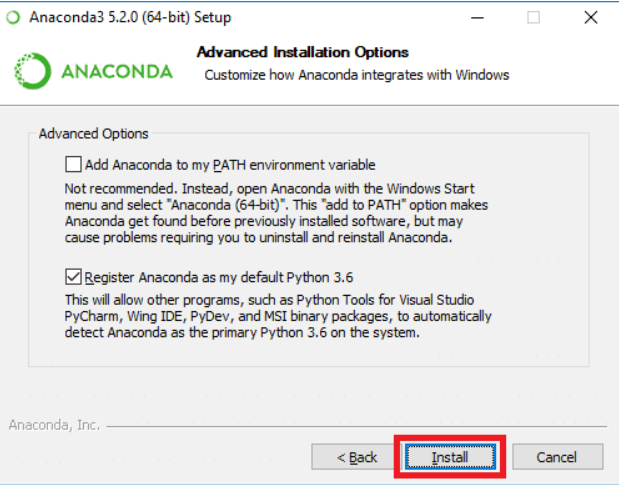 Anaconda3 5.2.0 (64-bit) Setup
ANACONDA
Advanced Installation Options
Customize how Anaconda integrates with Windows
Advanced Options
Add Anaconda to my PATH environment variable
Not recommended. Instead, open Anaconda with the Windows Start
menu and select "Anaconda (64-bit)". This "add to PATH" option makes
Anaconda get found before previously installed software, but may
cause problems requiring you to uninstall and reinstall Anaconda.
Register Anaconda as my default Python 3.6
This will allow other programs, such as Python Tools for Visual Studio
PyCharm, Wing IDE, PyDev, and MSI binary packages, to automatically
detect Anaconda as the primary Python 3.6 on the system.
Anaconda, Inc.
< Back
Install
Cancel